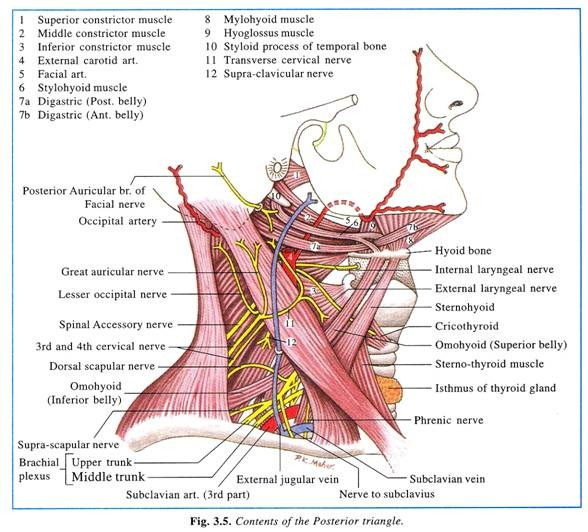 1 Superior constrictor muscle
2 Middle constrictor muscle
3 Inferior constrictor muscle
4 External carotid art.
5 Facial art.
6 Stylohyoid muscle
7a Digastric (Post. belly)
7b Digastric (Ant. belly)
8 Mylohyoid muscle
9 Hyoglossus muscle
10 Styloid process of temporal bone
11 Transverse cervical nerve
12 Supra-clavicular nerve
Posterior Auricular br. of
Facial nerve
Occipital artery
Great auricular nerve
Lesser occipital nerve
Spinal Accessory nerve
3rd and 4th cervical nerve
Dorsal scapular nerve
Omohyoid
(Inferior belly)
Supra-scapular nerve
Brachial
plexus
Upper trunk
Middle trunk
Subclavian art. (3rd part)
External jugular vein
Nerve to subclavius
Subclavian vein
Phrenic nerve
Hyoid bone
Internal laryngeal nerve
External laryngeal nerve
Sternohyoid
Cricothyroid
Omohyoid (Superior belly)
Sterno-thyroid muscle
Isthmus of thyroid gland
1
10
2
5,6
9
7b
8
7a
4
3
11
12
Fig. 3.5. Contents of the Posterior triangle.